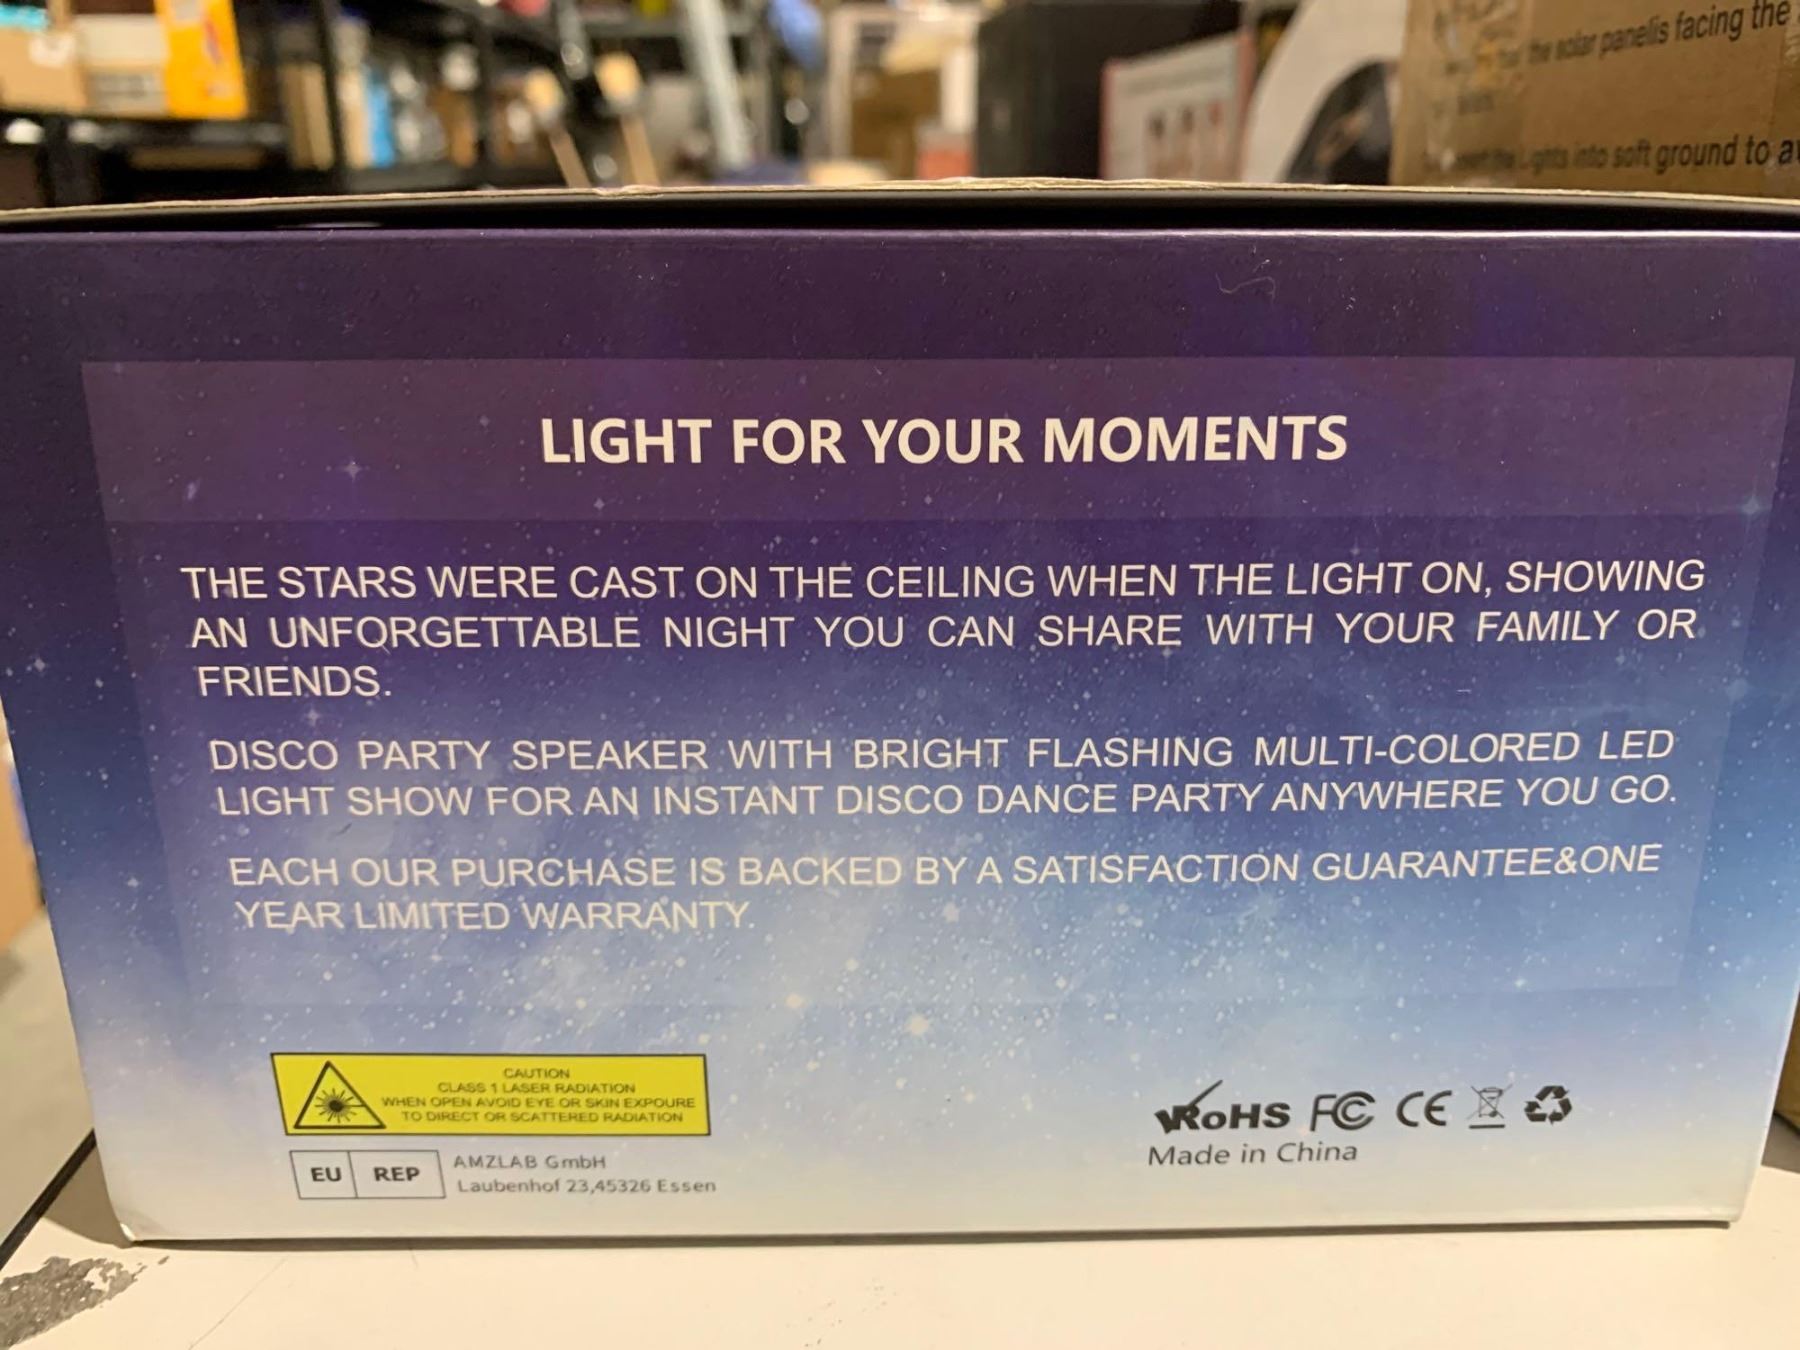 the solar panelis facing the
Lights into soft ground to
LIGHT FOR YOUR MOMENTS
THE STARS WERE CAST ON THE CEILING WHEN THE LIGHT ON, SHOWING
AN UNFORGETTABLE NIGHT YOU CAN SHARE WITH YOUR FAMILY OR
FRIENDS.
DISCO PARTY SPEAKER WITH BRIGHT FLASHING MULTI-COLORED LED
LIGHT SHOW FOR AN INSTANT DISCO DANCE PARTY ANYWHERE YOU GO.
EACH OUR PURCHASE IS BACKED BY A SATISFACTION GUARANTEE&ONE
YEAR LIMITED WARRANTY.
CAUTION
CLASS 1 LASER RADIATION
WHEN OPEN AVOID EYE OR SKIN EXPOURE
TO DIRECT OR SCATTERED RADIATION
EU REP
AMZLAB GmbH
Laubenhof 23,45326 Essen
RoHS FC CE
Made in China